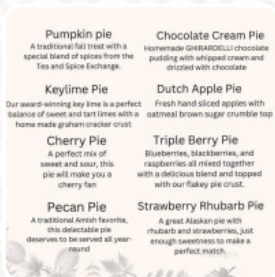 Pumpkin pie
A traditional fall treat with a
special blend of spices from the
Tea and Spice Exchange.
Chocolate Cream Pie
Homemade GHIRARDELLI chocolate
pudding with whipped cream and
drizzled with chocolate
Keylime Pie
Our award-winning key lime is a perfect
balance of sweet and tart limes with a
home made graham cracker crust
Dutch Apple Pie
Fresh hand sliced apples with
oatmeal brown sugar crumble top
Cherry Pie
A perfect mix of
sweet and sour, this
pie will make you a
cherry fan
Triple Berry Pie
Blueberries, blackberries, and
raspberries all mixed together
with a delicious blend and topped
with our flakey pie crust.
Pecan Pie
A traditional Amish favorite,
this delectable pie
deserves to be served all year-
round
Strawberry Rhubarb Pie
A great Alaskan pie with
rhubarb and strawberries, just
enough sweetness to make a
perfect match.